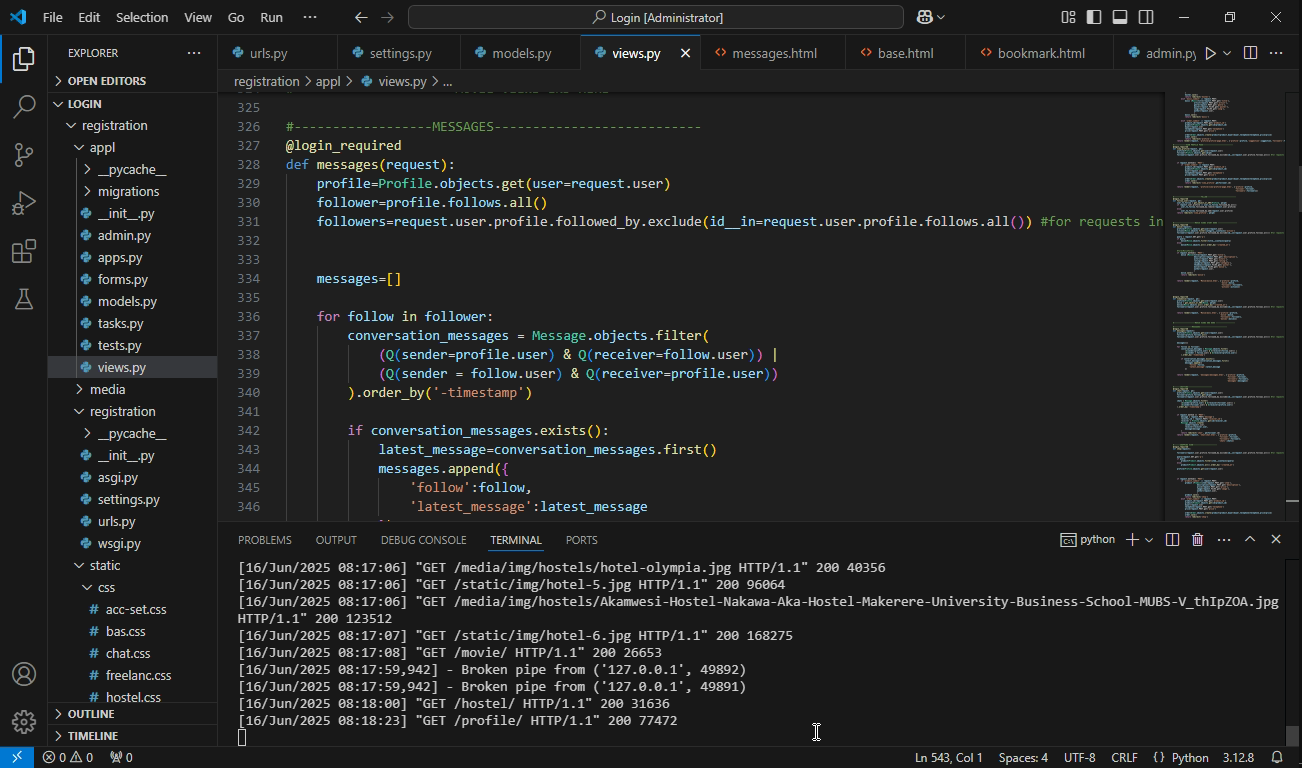 File Edit Selection View Go Run ··· Login [Administrator]
EXPLORER ···
OPEN EDITORS
LOGIN
registration
appl
__pycache__
migrations
__init__.py
admin.py
apps.py
forms.py
models.py
tasks.py
tests.py
views.py
media
registration
__pycache__
__init__.py
asgi.py
settings.py
urls.py
wsgi.py
static
css
acc-set.css
bas.css
chat.css
freelanc.css
hostel.css
OUTLINE
TIMELINE
urls.py settings.py models.py views.py messages.html base.html bookmark.html admin.py ···
registration > appl > views.py > ...
325
326 #------------------MESSAGES---------------------------
327 @login_required
328 def messages(request):
329 profile=Profile.objects.get(user=request.user)
330 follower=profile.follows.all()
331 followers=request.user.profile.followed_by.exclude(id__in=request.user.profile.follows.all()) #for requests in
332
333
334 messages=[]
335
336 for follow in follower:
337 conversation_messages = Message.objects.filter(
338 (Q(sender=profile.user) & Q(receiver=follow.user)) |
339 (Q(sender = follow.user) & Q(receiver=profile.user))
340 ).order_by('-timestamp')
341
342 if conversation_messages.exists():
343 latest_message=conversation_messages.first()
344 messages.append({
345 'follow':follow,
346 'latest_message':latest_message
PROBLEMS OUTPUT DEBUG CONSOLE TERMINAL PORTS python ···
[16/Jun/2025 08:17:06] "GET /media/img/hostels/hotel-olympia.jpg HTTP/1.1" 200 40356
[16/Jun/2025 08:17:06] "GET /static/img/hostel-5.jpg HTTP/1.1" 200 96064
[16/Jun/2025 08:17:06] "GET /media/img/hostels/Akamwesi-Hostel-Nakawa-Aka-Hostel-Makerere-University-Business-School-MUBS-V_thIpZOA.jpg
HTTP/1.1" 200 123512
[16/Jun/2025 08:17:07] "GET /static/img/hotel-6.jpg HTTP/1.1" 200 168275
[16/Jun/2025 08:17:08] "GET /movie/ HTTP/1.1" 200 26653
[16/Jun/2025 08:17:59,942] - Broken pipe from ('127.0.0.1', 49892)
[16/Jun/2025 08:17:59,942] - Broken pipe from ('127.0.0.1', 49891)
[16/Jun/2025 08:18:00] "GET /hostel/ HTTP/1.1" 200 31636
[16/Jun/2025 08:18:23] "GET /profile/ HTTP/1.1" 200 77472
0 0 0 Ln 543, Col 1 Spaces: 4 UTF-8 CRLF {} Python 3.12.8